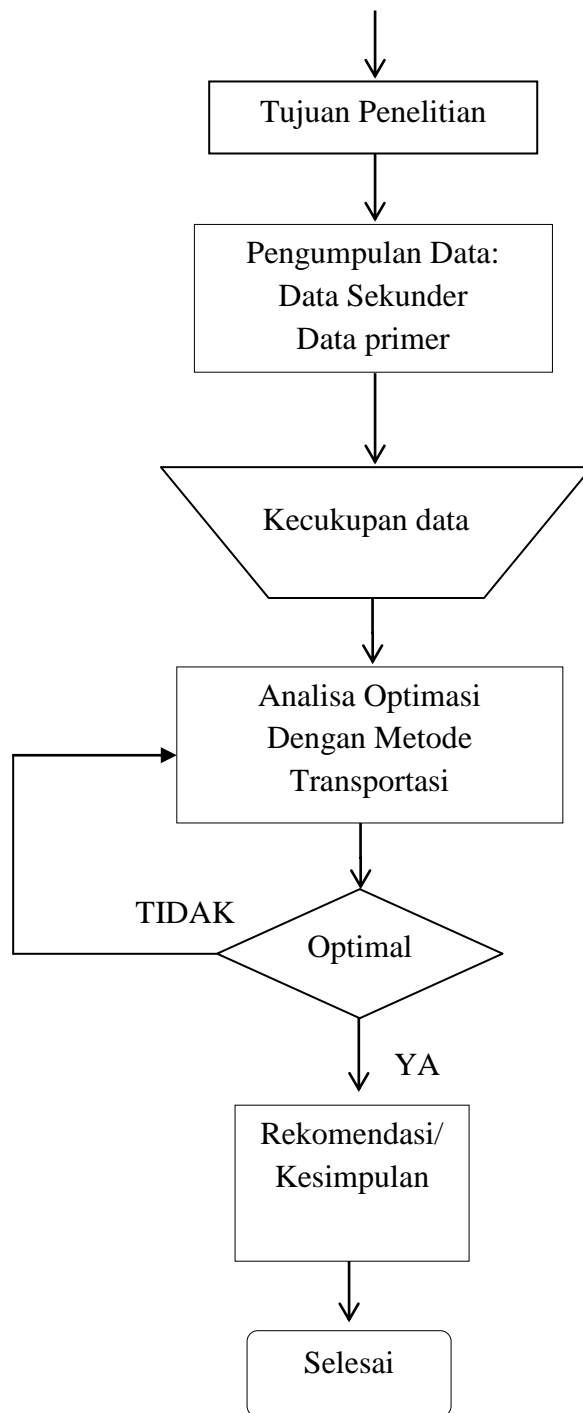 Tujuan Penelitian
Pengumpulan Data:
Data Sekunder
Data primer
Kecukupan data
Analisa Optimasi
Dengan Metode
Transportasi
TIDAK
Optimal
YA
Rekomendasi/
Kesimpulan
Selesai